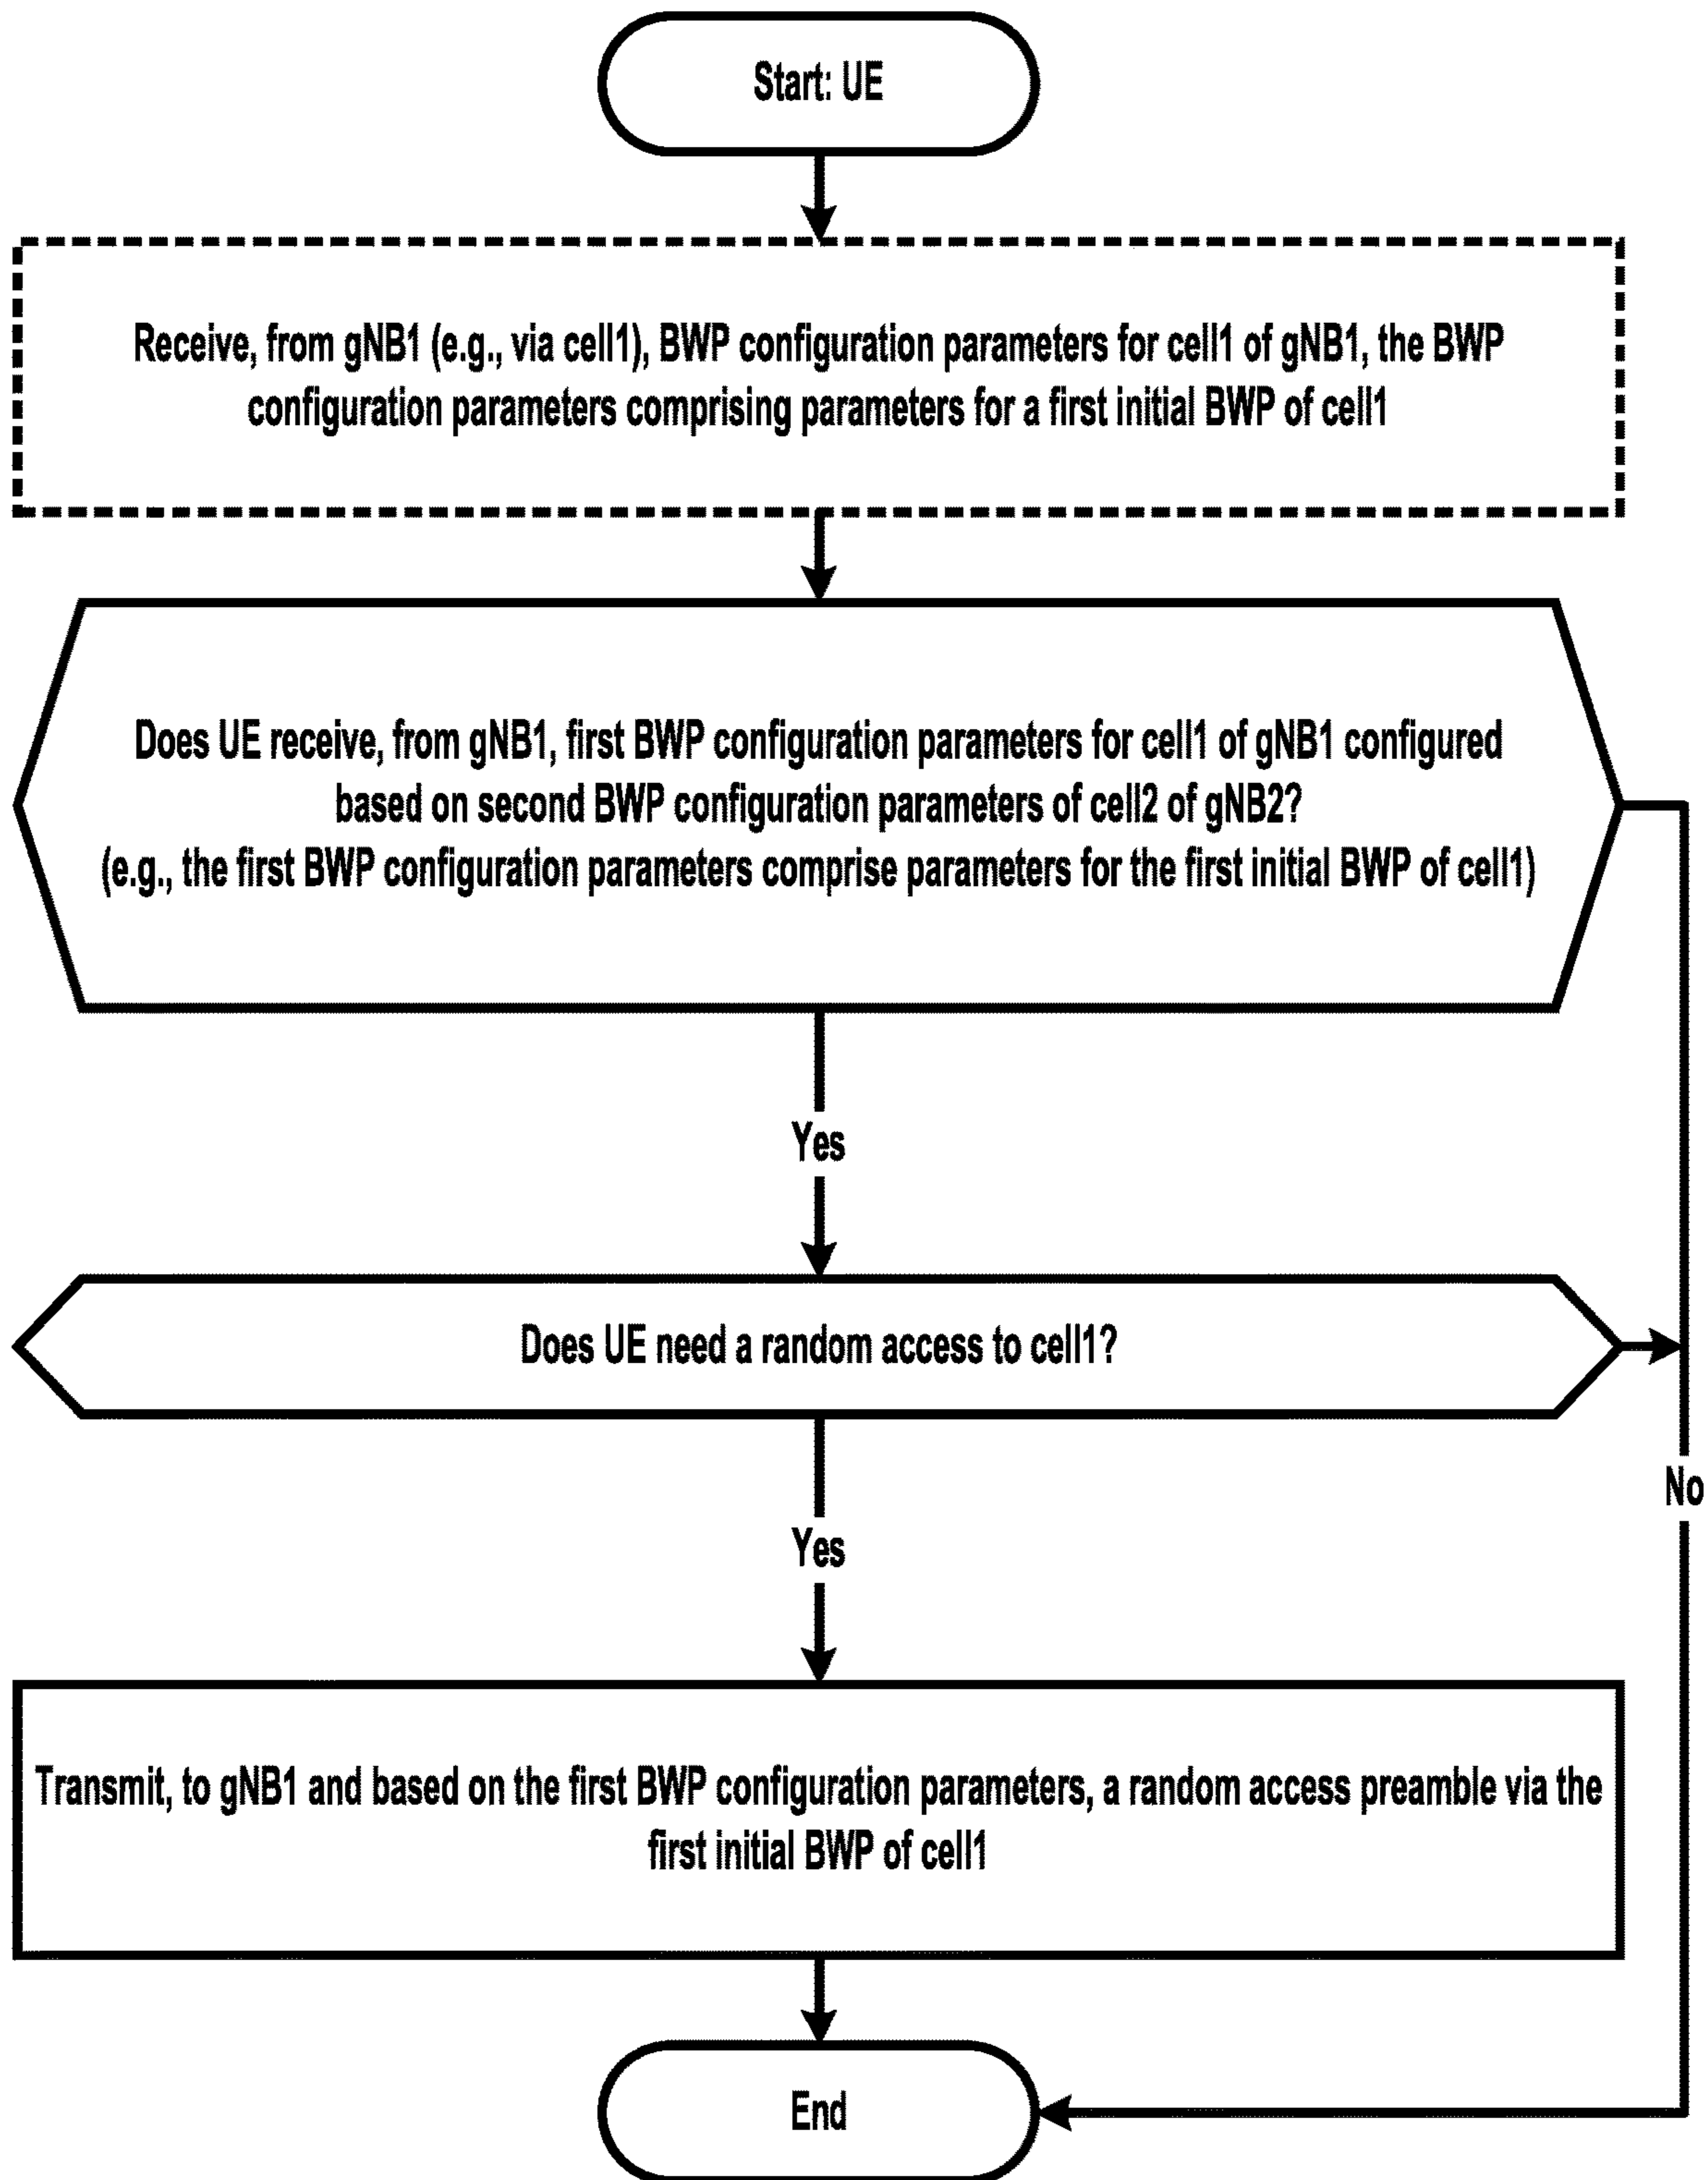 Start: UE
Receive, from gNB1 (e.g., via cell1), BWP configuration parameters for cell1 of gNB1, the BWP
configuration parameters comprising parameters for a first initial BWP of cell1
Does UE receive, from gNB1, first BWP configuration parameters for cell1 of gNB1 configured
based on second BWP configuration parameters of cell2 of gNB2?
(e.g., the first BWP configuration parameters comprise parameters for the first initial BWP of cell1)
Yes
Does UE need a random access to cell1?
No
Yes
Transmit, to gNB1 and based on the first BWP configuration parameters, a random access preamble via the
first initial BWP of cell1
End